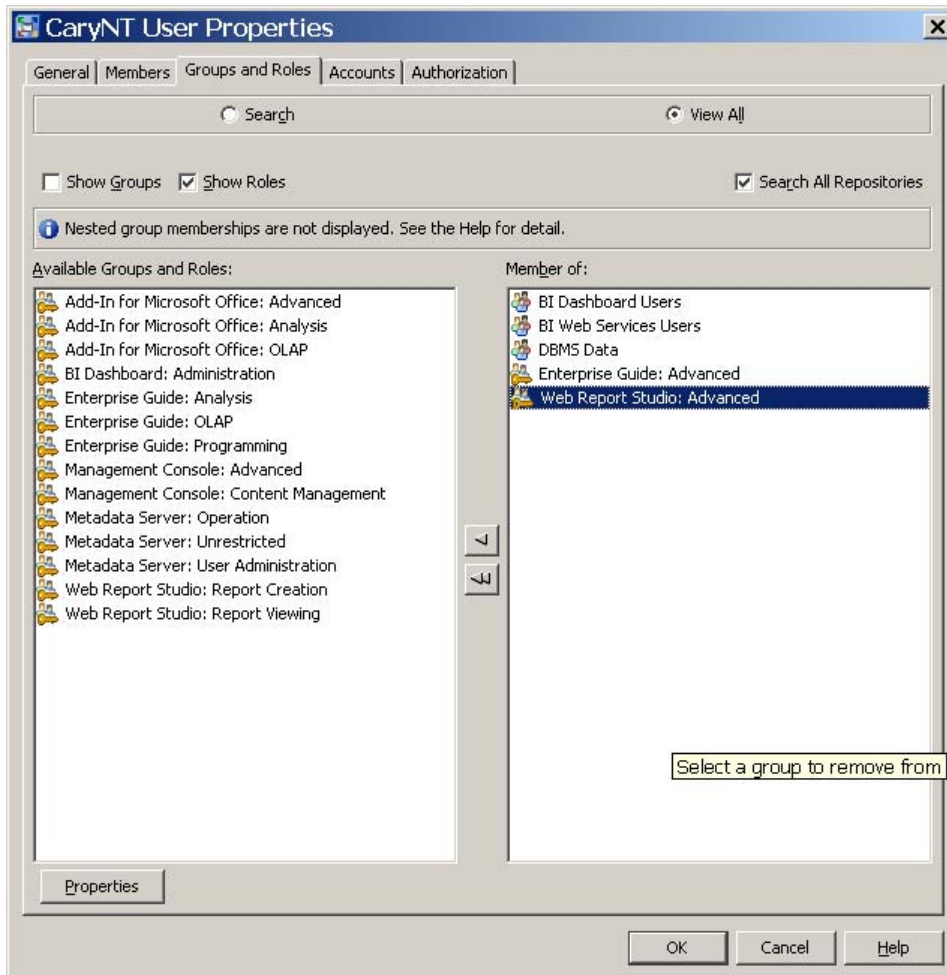 CaryNT User Properties
General Members Groups and Roles Accounts Authorization
Search View All
Show Groups Show Roles Search All Repositories
Nested group memberships are not displayed. See the Help for detail.
Available Groups and Roles: Member of:
Add-In for Microsoft Office: Advanced
Add-In for Microsoft Office: Analysis
Add-In for Microsoft Office: OLAP
BI Dashboard: Administration
Enterprise Guide: Analysis
Enterprise Guide: OLAP
Enterprise Guide: Programming
Management Console: Advanced
Management Console: Content Management
Metadata Server: Operation
Metadata Server: Unrestricted
Metadata Server: User Administration
Web Report Studio: Report Creation
Web Report Studio: Report Viewing
BI Dashboard Users
BI Web Services Users
DBMS Data
Enterprise Guide: Advanced
Web Report Studio: Advanced
Select a group to remove from
Properties
OK Cancel Help